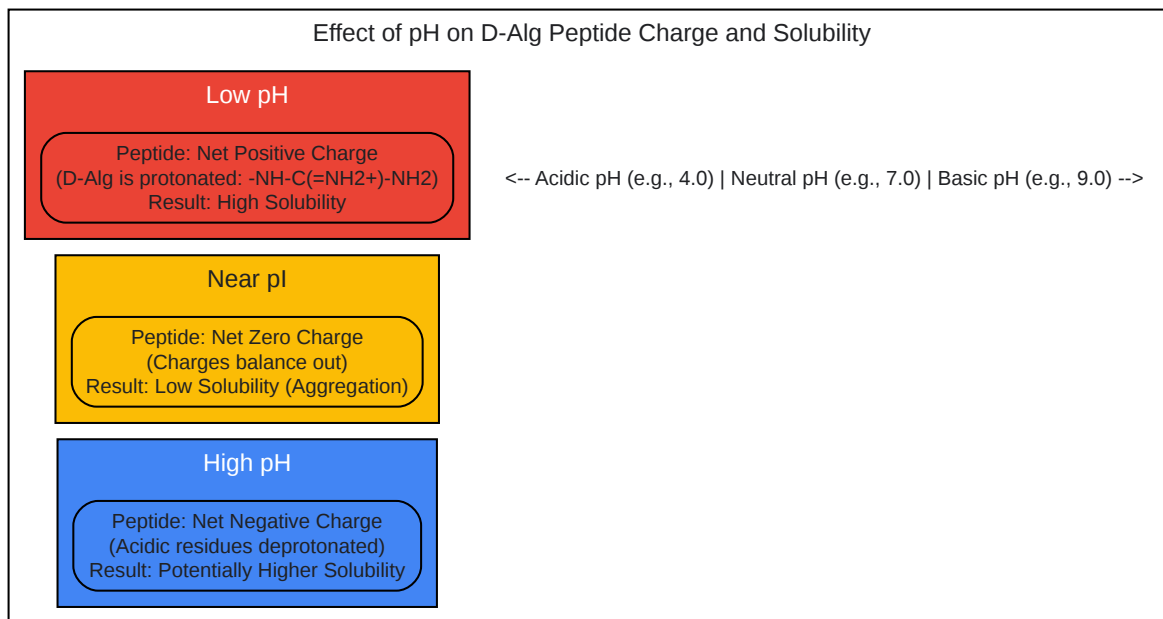 Effect of pH on D-Alg Peptide Charge and Solubility
Low pH
Peptide: Net Positive Charge
(D-Alg is protonated: -NH-C(=NH2+)-NH2)
Result: High Solubility
<-- Acidic pH (e.g., 4.0) | Neutral pH (e.g., 7.0) | Basic pH (e.g., 9.0) -->
Near pI
Peptide: Net Zero Charge
(Charges balance out)
Result: Low Solubility (Aggregation)
High pH
Peptide: Net Negative Charge
(Acidic residues deprotonated)
Result: Potentially Higher Solubility